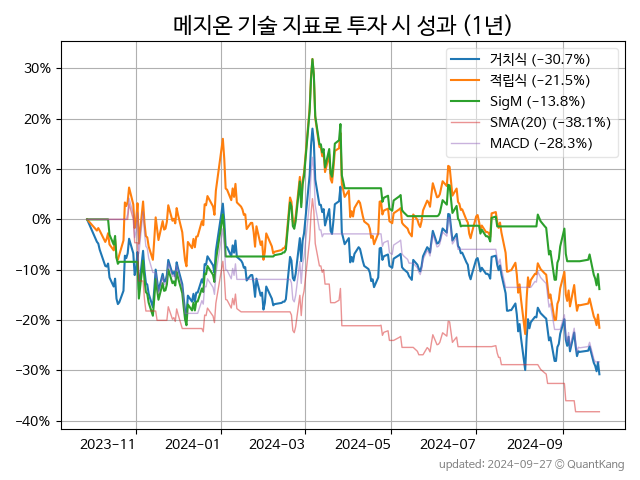 메지온 기술 지표로 투자 시 성과 (1년)
거치식 (−30.7%)
적립식 (−21.5%)
SigM (−13.8%)
SMA(20) (−38.1%)
MACD (−28.3%)
30%
20%
10%
0%
−10%
−20%
−30%
−40%
2023-11 2024-01 2024-03 2024-05 2024-07 2024-09
updated: 2024-09-27 © QuantKang